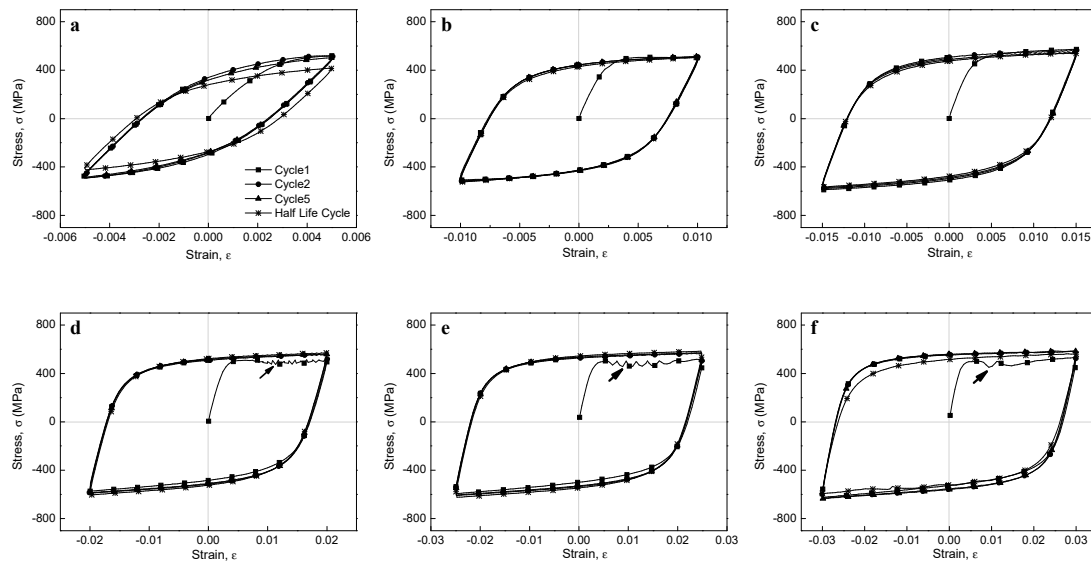 a
800
400
0
-400
-800
Stress, σ (MPa)
Cycle1
Cycle2
Cycle5
Half Life Cycle
-0.006 -0.004 -0.002 0.000 0.002 0.004 0.006
Strain, ε
b
800
400
0
-400
-800
Stress, σ (MPa)
-0.010 -0.005 0.000 0.005 0.010
Strain, ε
c
800
400
0
-400
-800
Stress, σ (MPa)
-0.015 -0.010 -0.005 0.000 0.005 0.010 0.015
Strain, ε
d
800
400
0
-400
-800
Stress, σ (MPa)
-0.02 -0.01 0.00 0.01 0.02
Strain, ε
e
800
400
0
-400
-800
Stress, σ (MPa)
-0.03 -0.02 -0.01 0.00 0.01 0.02 0.03
Strain, ε
f
800
400
0
-400
-800
Stress, σ (MPa)
-0.03 -0.02 -0.01 0.00 0.01 0.02 0.03
Strain, ε